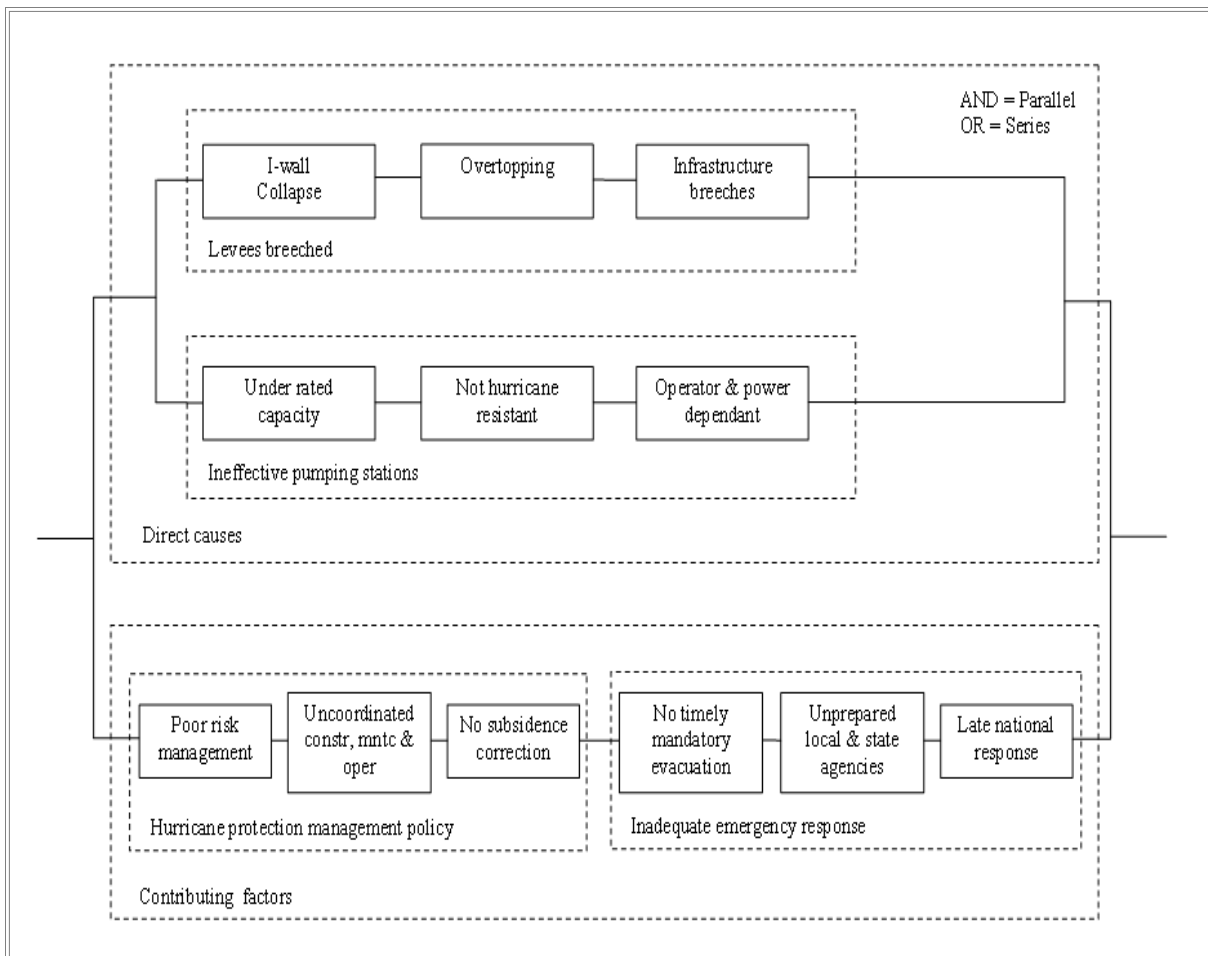 AND = Parallel
OR = Series
I-wall
Collapse
Overtopping
Infrastructure
breeches
Levees breeched
Under rated
capacity
Not hurricane
resistant
Operator & power
dependant
Ineffective pumping stations
Direct causes
Poor risk
management
Uncoordinated
constr, mntc &
oper
No subsidence
correction
Hurricane protection management policy
No timely
mandatory
evacuation
Unprepared
local & state
agencies
Late national
response
Inadequate emergency response
Contributing factors